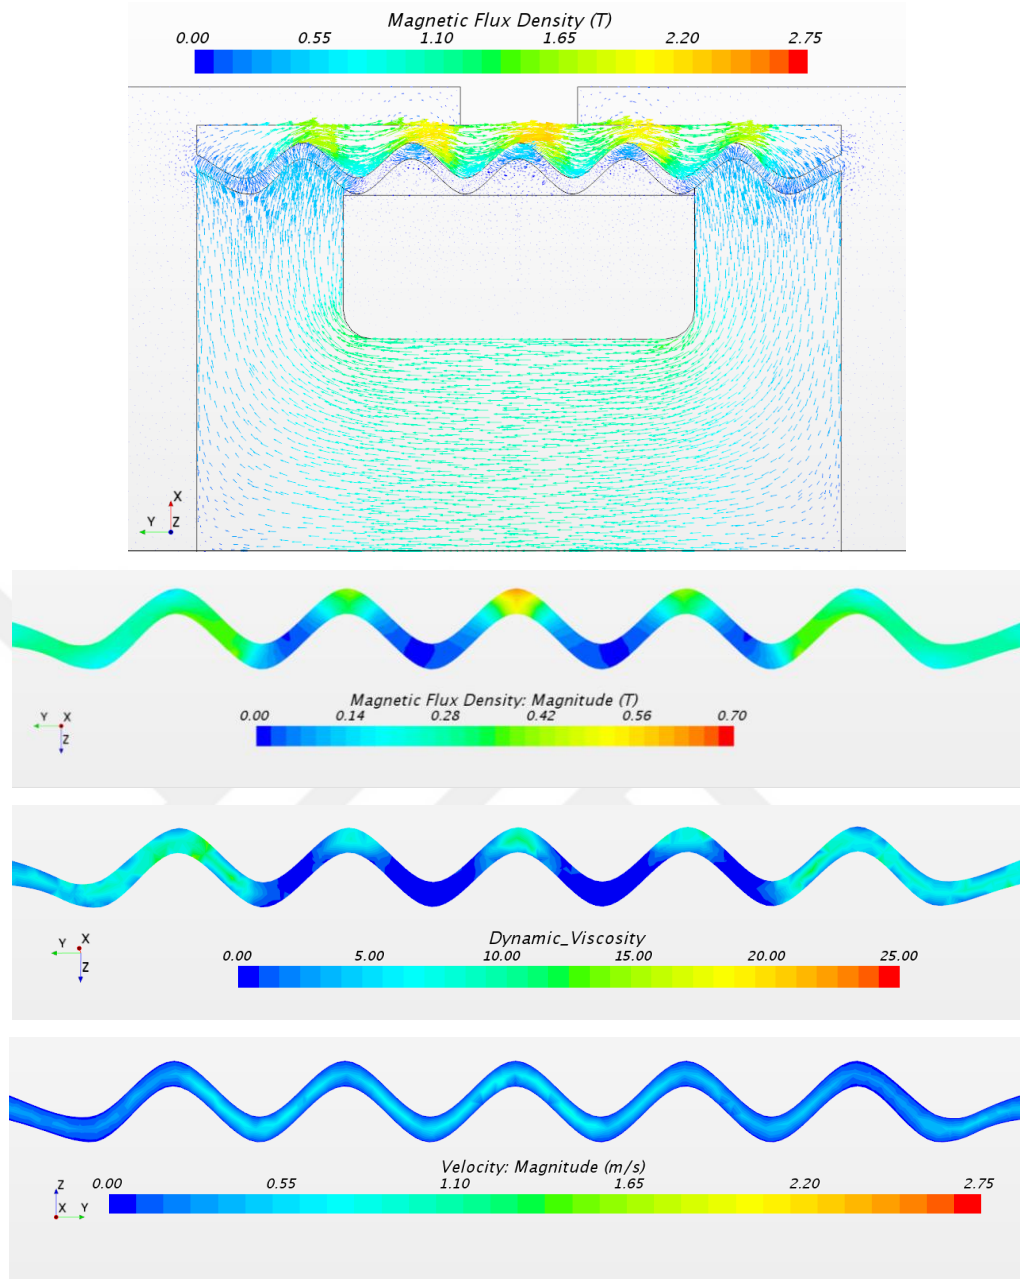 Magnetic Flux Density (T)
0.00 0.55 1.10 1.65 2.20 2.75
X
Y Z
Magnetic Flux Density: Magnitude (T)
0.00 0.14 0.28 0.42 0.56 0.70
Y X
Z
Dynamic_Viscosity
0.00 5.00 10.00 15.00 20.00 25.00
Y X
Z
Velocity: Magnitude (m/s)
0.00 0.55 1.10 1.65 2.20 2.75
Z
X Y